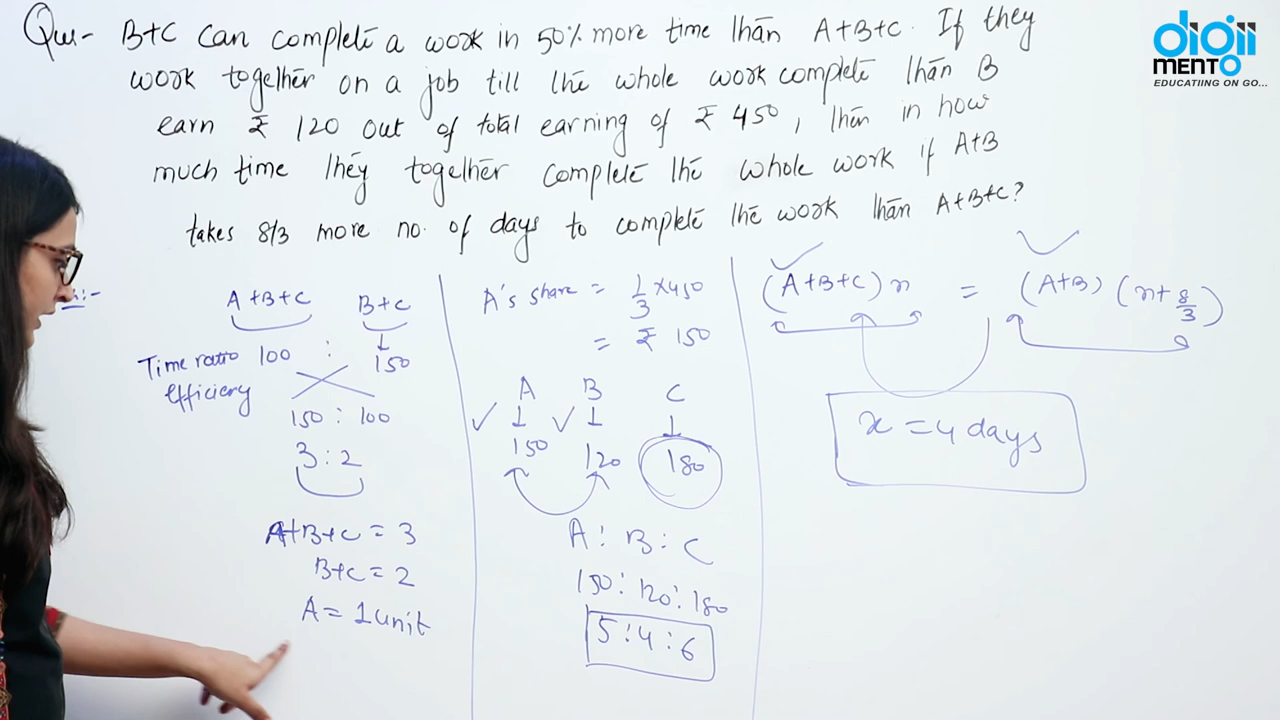 Que- B+C can complete a work in 50% more time than A+B+C. If they
work together on a job till the whole work complete than B
earn ₹ 120 out of total earning of ₹ 450, then in how
much time they together complete the whole work if A+B
takes 8/3 more no. of days to complete the work than A+B+C?
digii
MENTO
EDUCATIING ON GO...
:-
A+B+C B+C
Time ratio 100 : 150
Efficiency
150 : 100
3 : 2
A+B+C = 3
B+C = 2
A = 1 unit
A's share = 1/3 × 450
= ₹ 150
A B C
150 120 180
A : B : C
150 : 120 : 180
5 : 4 : 6
(A+B+C) n = (A+B) (n+ 8/3)
x = 4 days